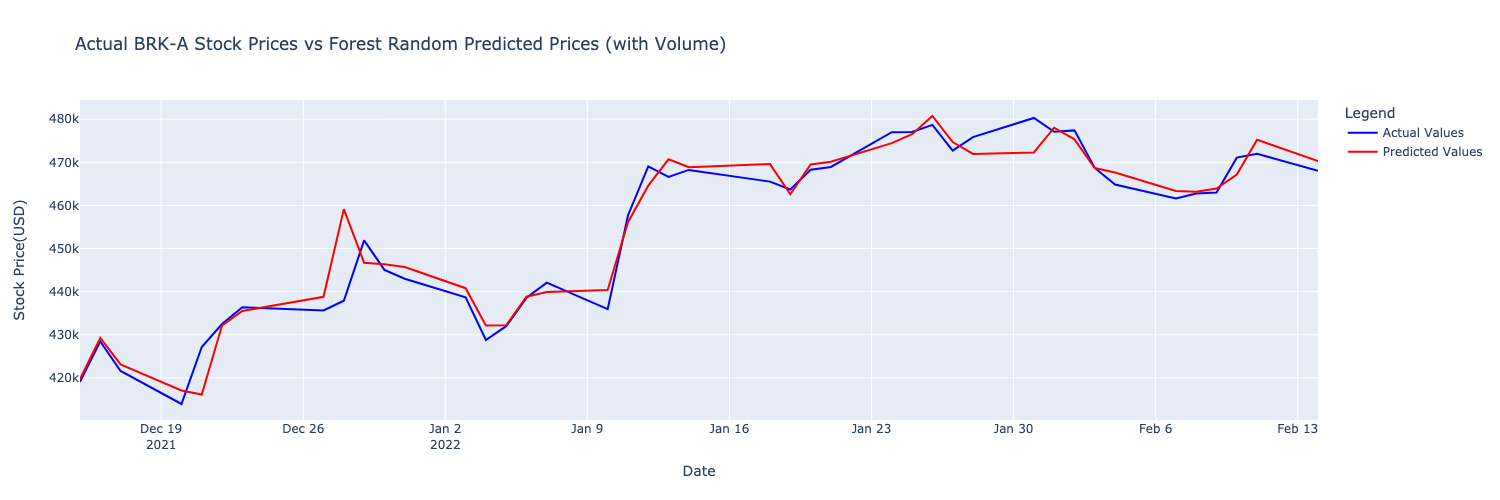 Actual BRK-A Stock Prices vs Forest Random Predicted Prices (with Volume)
Legend
Actual Values
Predicted Values
Stock Price(USD)
480k
470k
460k
450k
440k
430k
420k
Dec 19
2021
Dec 26
Jan 2
2022
Jan 9
Jan 16
Jan 23
Jan 30
Feb 6
Feb 13
Date